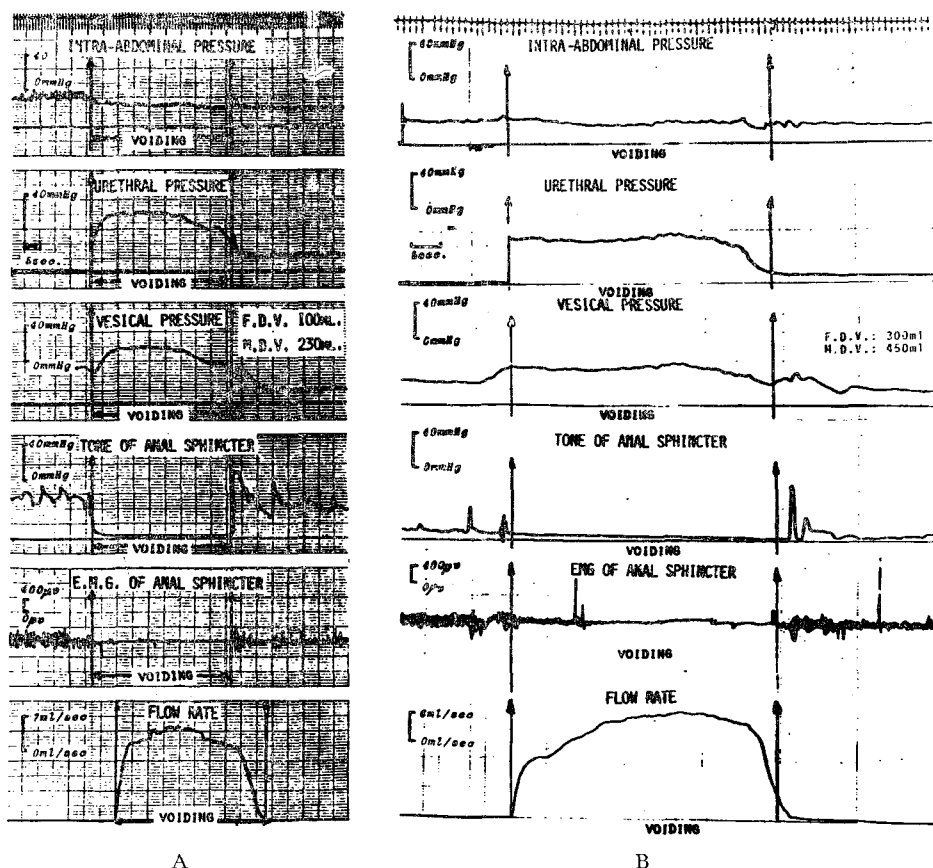 INTRA-ABDOMINAL PRESSURE
40
0mmHg
VOIDING
URETHRAL PRESSURE
40mmHg
0mmHg
5sec.
VOIDING
VESICAL PRESSURE
F.D.V. 100ML.
M.D.V. 230ML.
40mmHg
0mmHg
VOIDING
TONE OF ANAL SPHINCTER
40mmHg
0mmHg
VOIDING
E.M.G. OF ANAL SPHINCTER
400μv
0μv
VOIDING
FLOW RATE
7ml/sec
0ml/sec
VOIDING
A
INTRA-ABDOMINAL PRESSURE
40mmHg
0mmHg
VOIDING
URETHRAL PRESSURE
40mmHg
0mmHg
5sec.
VOIDING
VESICAL PRESSURE
40mmHg
0mmHg
F.D.V.: 300ml
M.D.V.: 450ml
VOIDING
TONE OF ANAL SPHINCTER
40mmHg
0mmHg
VOIDING
EMG OF ANAL SPHINCTER
400μv
0μv
VOIDING
FLOW RATE
6ml/sec
0ml/sec
VOIDING
B